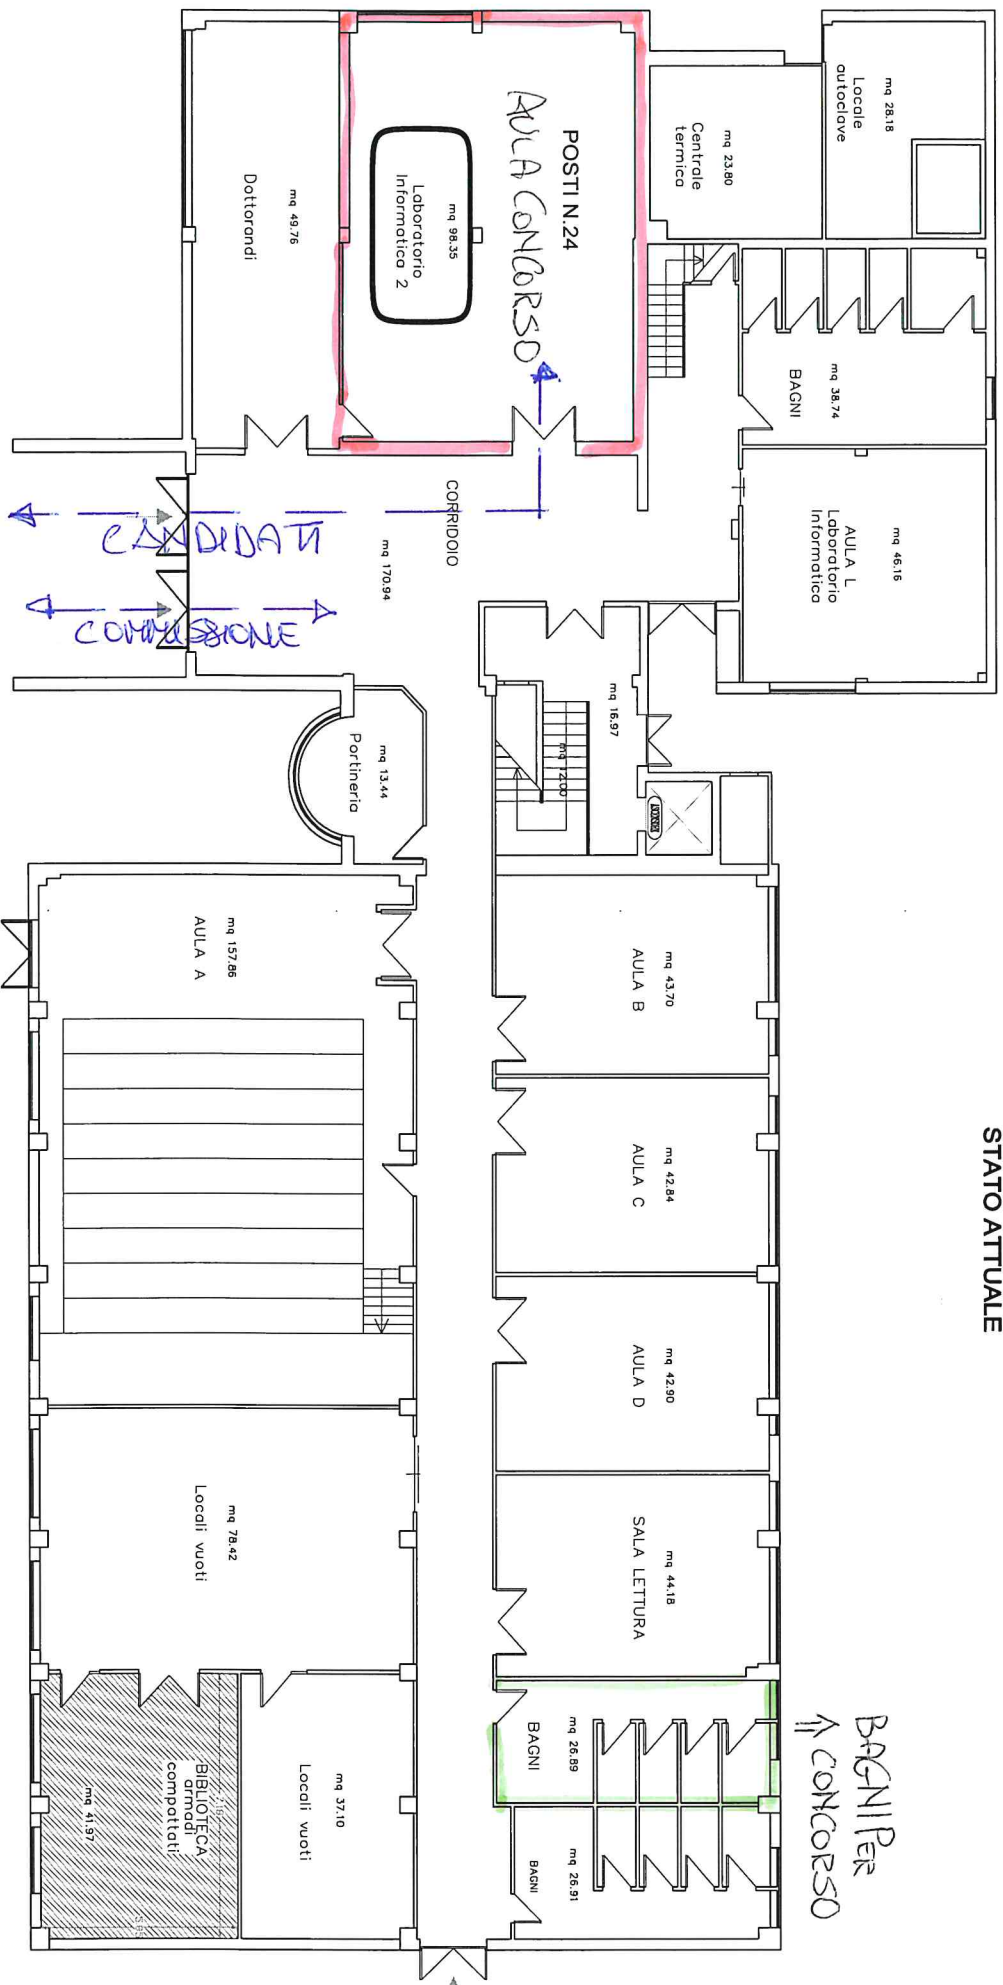 STATO ATTUALE
mq 28.18
Locale
autoclave
mq 23.80
Centrale
termica
mq 38.74
BAGNI
mq 46.16
AULA L
Laboratorio
Informatica
POSTI N.24
AULA CONCORSO
mq 98.35
Laboratorio
Informatica 2
mq 49.76
Dottorandi
CORRIDOIO
mq 170.94
CANDIDATI
COMMISSIONE
mq 16.97
mq 12.00
mq 13.44
Portineria
mq 157.86
AULA A
mq 43.70
AULA B
mq 42.84
AULA C
mq 42.90
AULA D
mq 44.18
SALA LETTURA
mq 26.89
BAGNI
mq 26.91
BAGNI
BAGNI PER
⇑ CONCORSO
mq 78.42
Locali vuoti
mq 37.10
Locali vuoti
BIBLIOTECA
armadi
compattati
mq 41.97